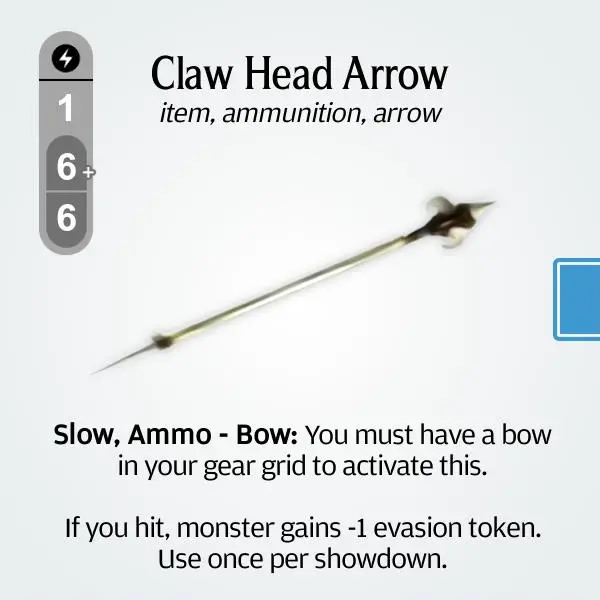 Claw Head Arrow
item, ammunition, arrow
1
6+
6
Slow, Ammo - Bow: You must have a bow
in your gear grid to activate this.
If you hit, monster gains -1 evasion token.
Use once per showdown.